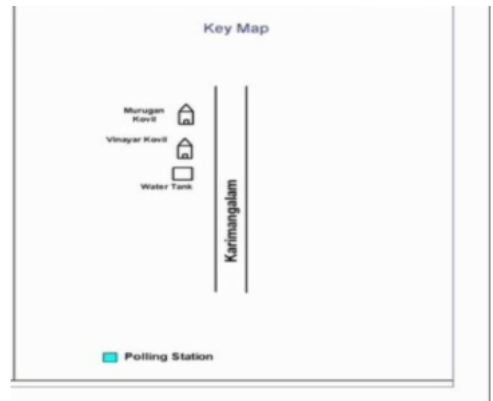 Key Map
Murugan
Kovil
Vinayar Kovil
Water Tank
Karimangalam
Polling Station